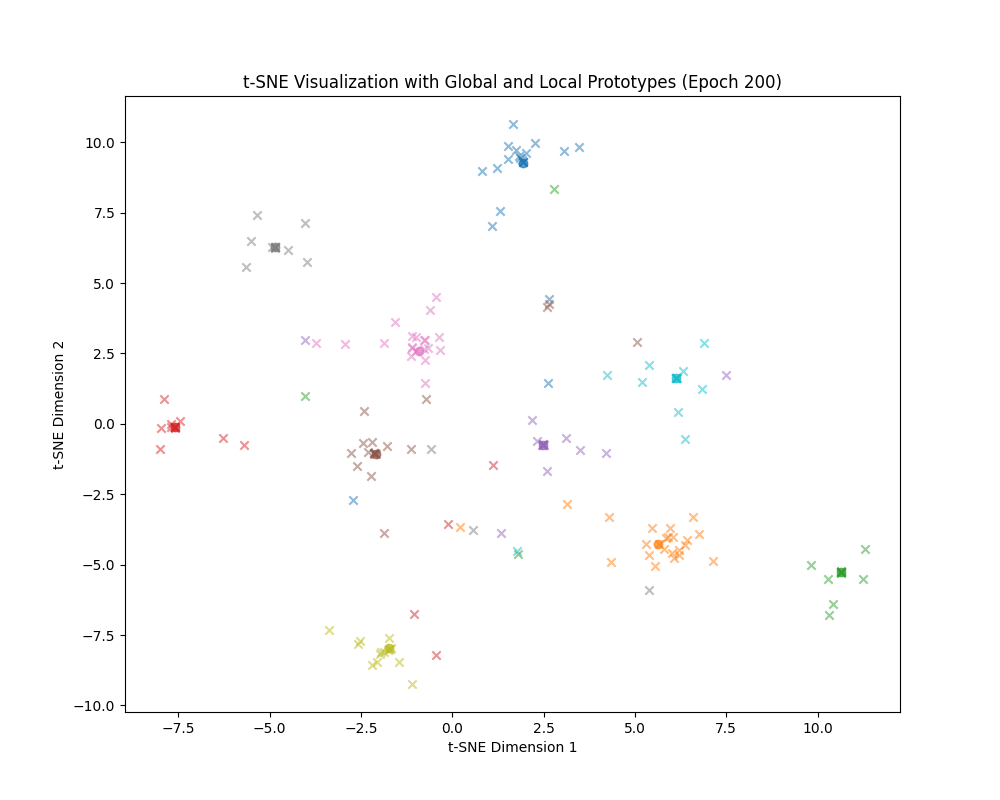 t-SNE Visualization with Global and Local Prototypes (Epoch 200)
10.0
7.5
5.0
2.5
0.0
−2.5
−5.0
−7.5
−10.0
t-SNE Dimension 2
−7.5 −5.0 −2.5 0.0 2.5 5.0 7.5 10.0
t-SNE Dimension 1